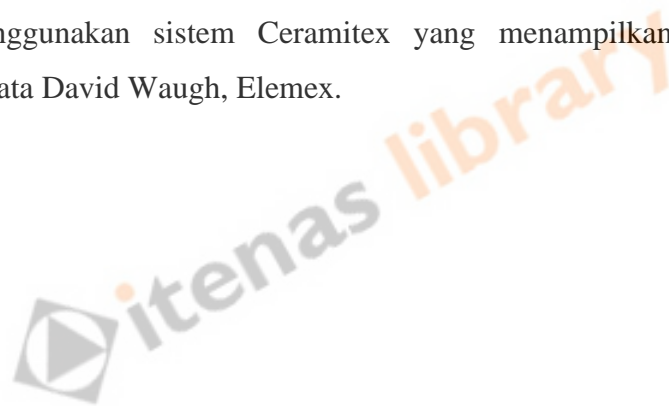 nggunakan sistem Ceramitex yang menampilkan
ata David Waugh, Elemex.
itenas library